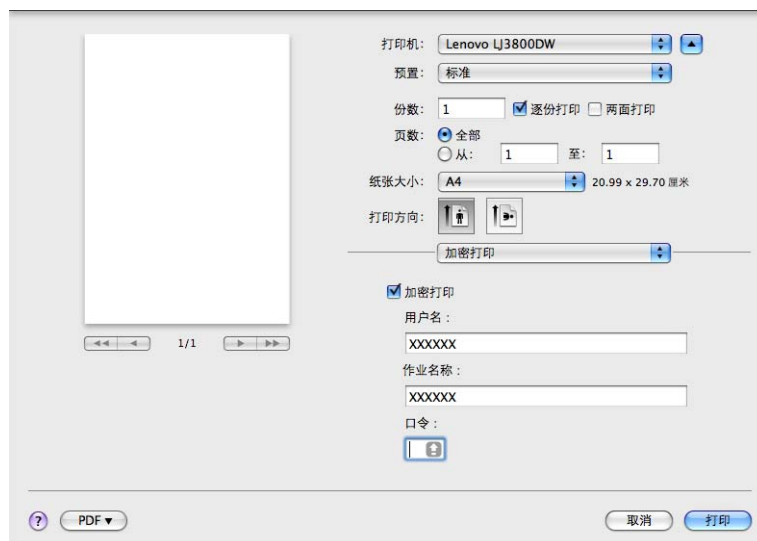 打印机： Lenovo LJ3800DW
预置： 标准
份数： 1 逐份打印 两面打印
页数： 全部
从： 1 至： 1
纸张大小： A4 20.99 x 29.70 厘米
打印方向：
加密打印
加密打印
用户名：
XXXXXX
作业名称：
XXXXXX
口令：
1/1
? PDF▼ 取消 打印